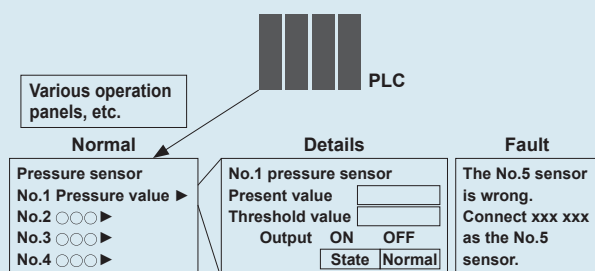 PLC
Various operation
panels, etc.
Normal
Pressure sensor
No.1 Pressure value ►
No.2 ○○○►
No.3 ○○○►
No.4 ○○○►
Details
No.1 pressure sensor
Present value
Threshold value
Output ON OFF
State Normal
Fault
The No.5 sensor
is wrong.
Connect xxx xxx
as the No.5
sensor.